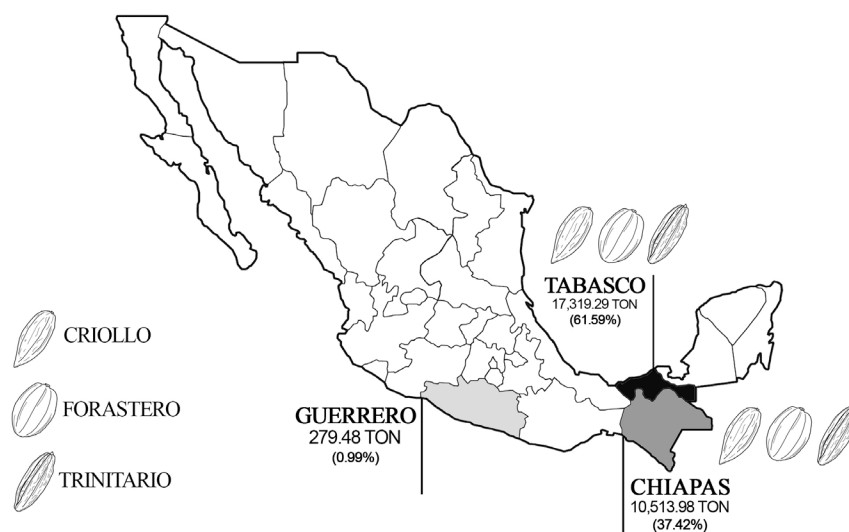 TABASCO
17,319.29 TON
(61.59%)
CRIOLLO
FORASTERO
TRINITARIO
GUERRERO
279.48 TON
(0.99%)
CHIAPAS
10,513.98 TON
(37.42%)